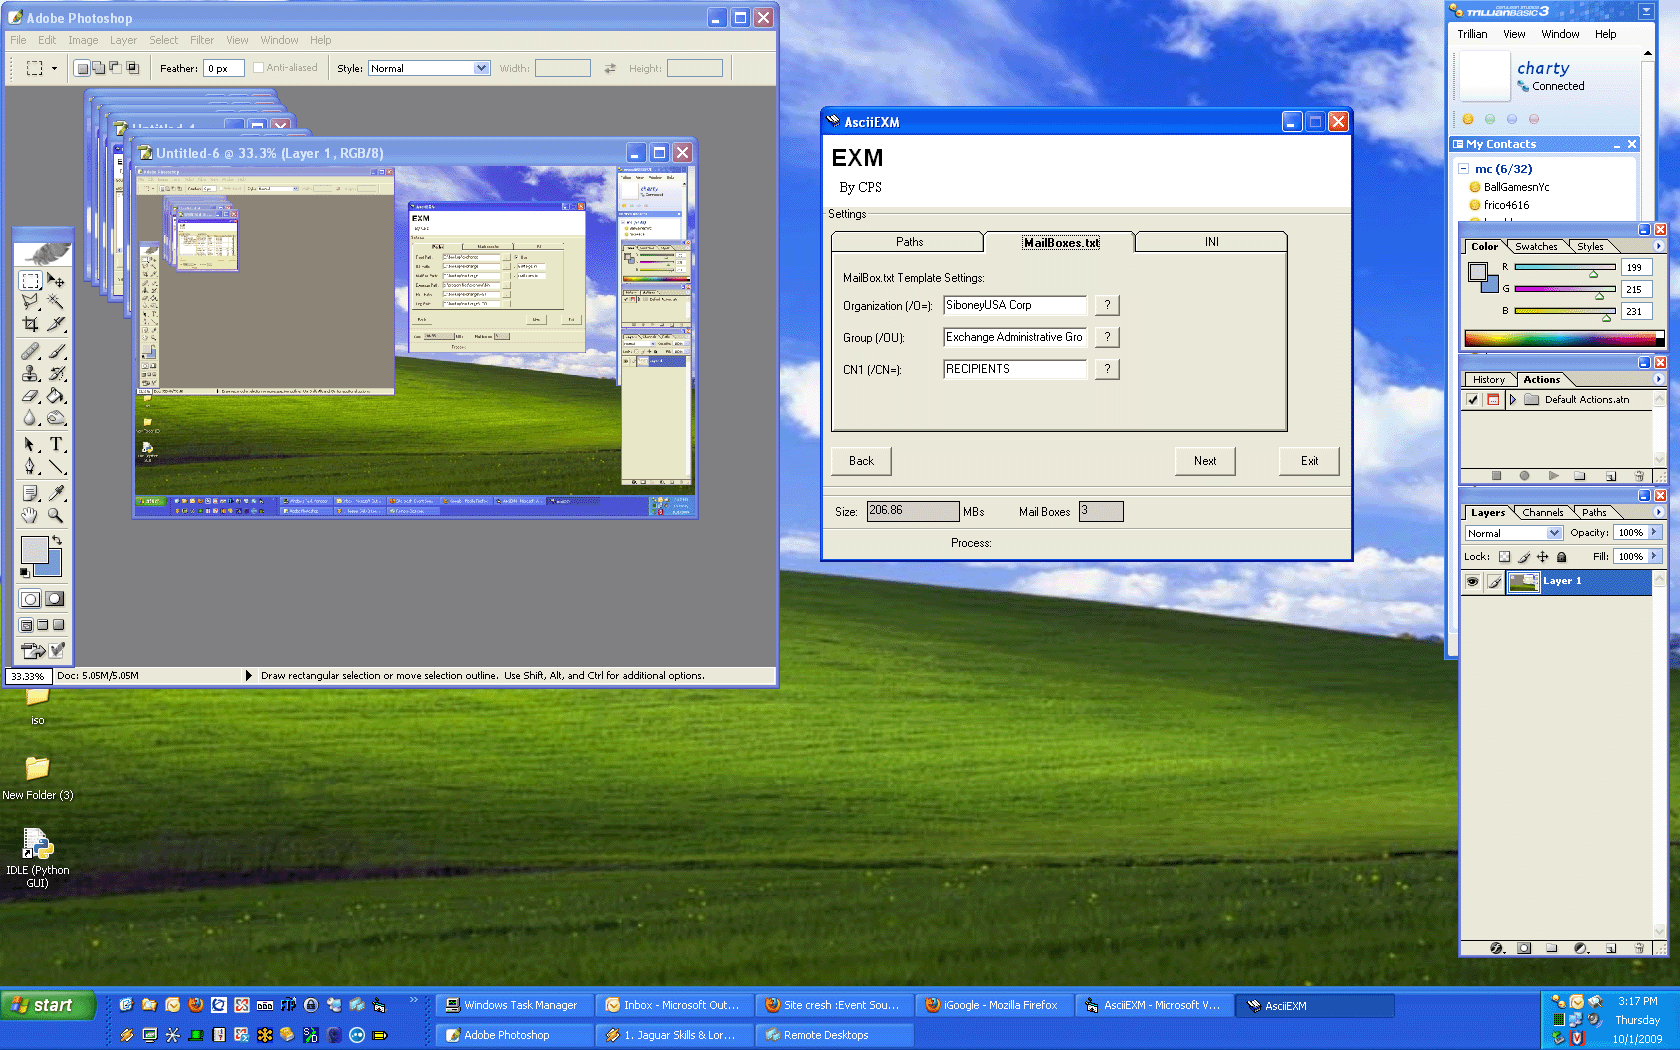 Adobe Photoshop
File Edit Image Layer Select Filter View Window Help
Feather: 0 px Anti-aliased Style: Normal Width: Height:
Untitled-6 @ 33.3% (Layer 1, RGB/8)
33.33% Doc: 5.05M/5.05M Draw rectangular selection or move selection outline. Use Shift, Alt, and Ctrl for additional options.
AsciiEXM
EXM
By CPS
Settings
Paths MailBoxes.txt INI
MailBox.txt Template Settings:
Organization (/O=): SiboneyUSA Corp ?
Group (/OU): Exchange Administrative Gro ?
CN1 (/CN=): RECIPIENTS ?
Back Next Exit
Size: 206.86 MBs Mail Boxes 3
Process:
TRILLIAN BASIC 3
Trillian View Window Help
charty
Connected
My Contacts
mc (6/32)
BallGamesnYc
frico4616
Color Swatches Styles
R 199
G 215
B 231
History Actions
Default Actions.atn
Layers Channels Paths
Normal Opacity: 100%
Lock: Fill: 100%
Layer 1
iso
New Folder (3)
IDLE (Python
GUI)
start
Windows Task Manager
Inbox - Microsoft Out...
Site cresh :Event Sou...
iGoogle - Mozilla Firefox
AsciiEXM - Microsoft V...
AsciiEXM
Adobe Photoshop
1. Jaguar Skills & Lor...
Remote Desktops
3:17 PM
Thursday
10/1/2009